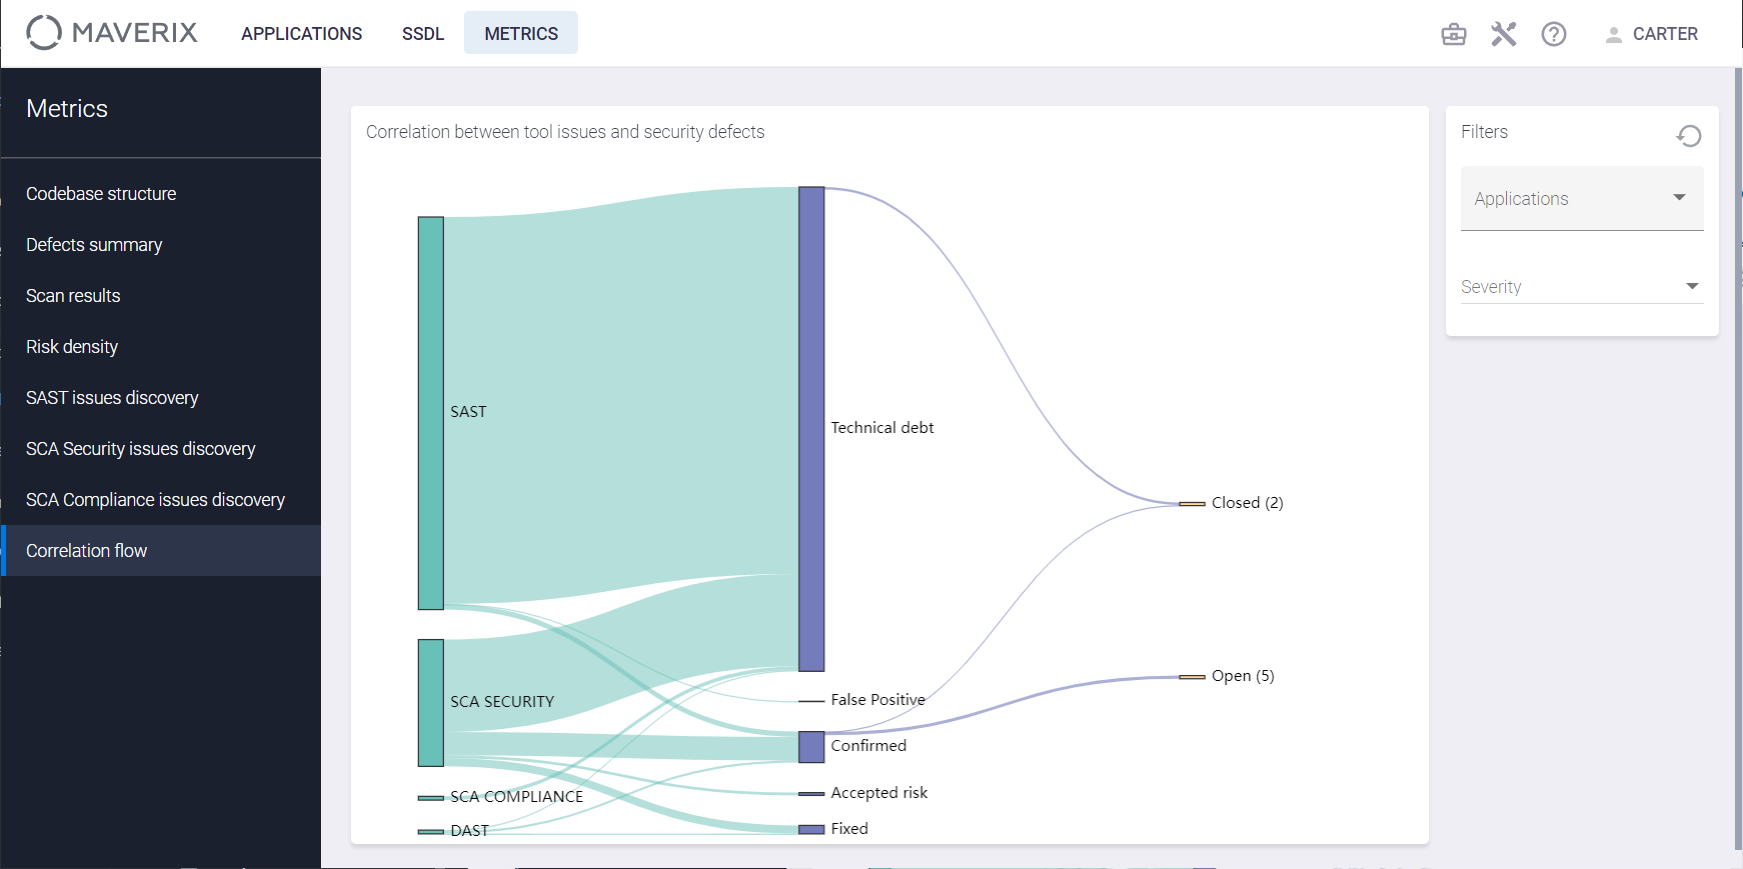 MAVERIX
APPLICATIONS
SSDL
METRICS
CARTER
Metrics
Codebase structure
Defects summary
Scan results
Risk density
SAST issues discovery
SCA Security issues discovery
SCA Compliance issues discovery
Correlation flow
Correlation between tool issues and security defects
SAST
SCA SECURITY
SCA COMPLIANCE
DAST
Technical debt
False Positive
Confirmed
Accepted risk
Fixed
Closed (2)
Open (5)
Filters
Applications
Severity